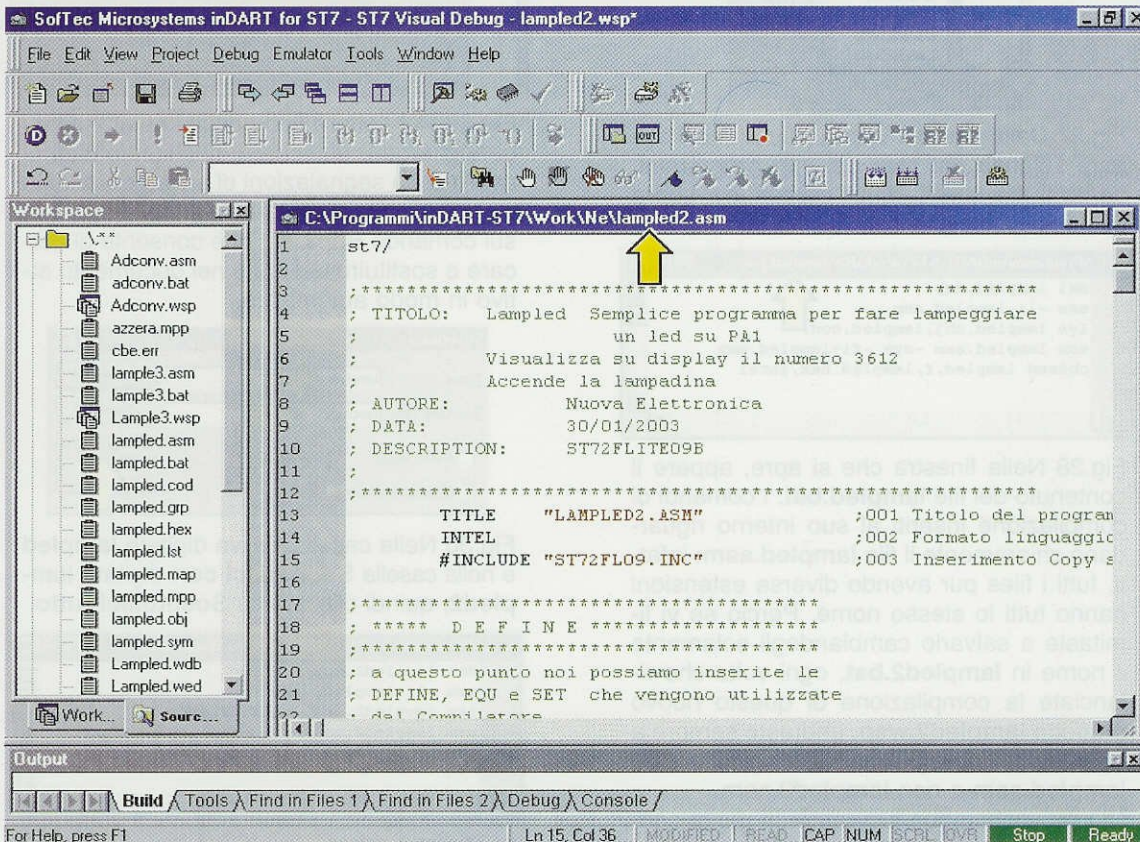 SofTec Microsystems inDART for ST7 - ST7 Visual Debug - lampled2.wsp*
File Edit View Project Debug Emulator Tools Window Help
Workspace
\.**
Adconv.asm
adconv.bat
Adconv.wsp
azzera.mpp
cbe.err
lample3.asm
lample3.bat
Lample3.wsp
lampled.asm
lampled.bat
lampled.cod
lampled.grp
lampled.hex
lampled.lst
lampled.map
lampled.mpp
lampled.obj
lampled.sym
Lampled.wdb
Lampled.wed
Work... Sourc...
C:\Programmi\inDART-ST7\Work\Ne\lampled2.asm
1 st7/
2
3 ;************************************************************
4 ; TITOLO: Lampled Semplice programma per fare lampeggiare
5 ; un led su PA1
6 ; Visualizza su display il numero 3612
7 ; Accende la lampadina
8 ; AUTORE: Nuova Elettronica
9 ; DATA: 30/01/2003
10 ; DESCRIPTION: ST72FLITE09B
11 ;
12 ;************************************************************
13 TITLE "LAMPLED2.ASM" ;001 Titolo del program
14 INTEL ;002 Formato linguaggio
15 #INCLUDE "ST72FL09.INC" ;003 Inserimento Copy s
16
17 ;*****************************************
18 ; ***** D E F I N E ********************
19 ;*****************************************
20 ; a questo punto noi possiamo inserite le
21 ; DEFINE, EQU e SET che vengono utilizzate
22 ; dal Compilatore
Output
Build Tools Find in Files 1 Find in Files 2 Debug Console
For Help, press F1 Ln 15, Col 36 MODIFIED READ CAP NUM SCRL OVR Stop Ready